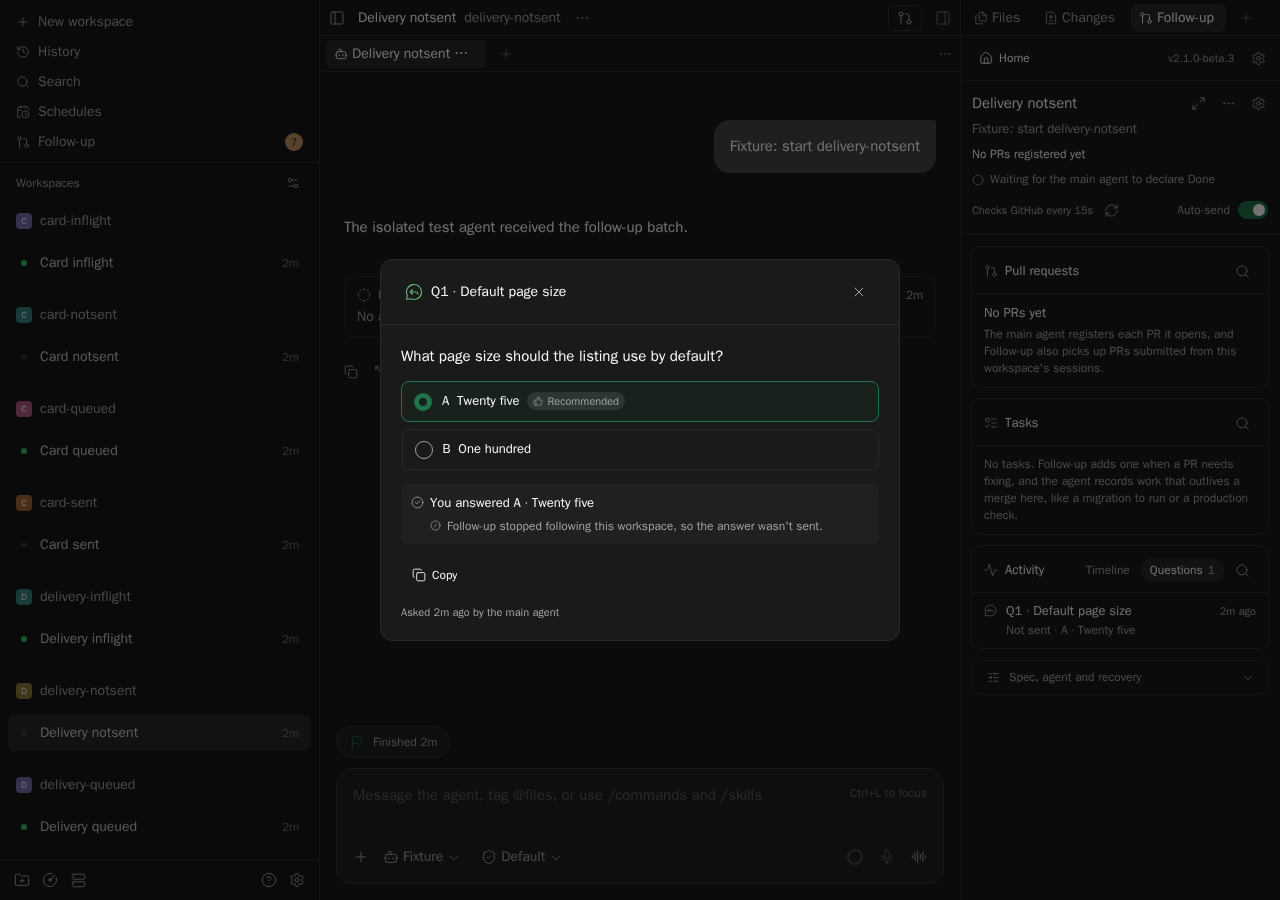 New workspace
History
Search
Schedules
Follow-up 7
Workspaces
C card-inflight
Card inflight 2m
C card-notsent
Card notsent 2m
C card-queued
Card queued 2m
C card-sent
Card sent 2m
D delivery-inflight
Delivery inflight 2m
D delivery-notsent
Delivery notsent 2m
D delivery-queued
Delivery queued 2m
Delivery notsent delivery-notsent
Delivery notsent
Fixture: start delivery-notsent
The isolated test agent received the follow-up batch.
2m
No
Q1 · Default page size
What page size should the listing use by default?
A Twenty five Recommended
B One hundred
You answered A · Twenty five
Follow-up stopped following this workspace, so the answer wasn't sent.
Copy
Asked 2m ago by the main agent
Finished 2m
Message the agent, tag @files, or use /commands and /skills
Ctrl+L to focus
Fixture Default
Files Changes Follow-up
Home v2.1.0-beta.3
Delivery notsent
Fixture: start delivery-notsent
No PRs registered yet
Waiting for the main agent to declare Done
Checks GitHub every 15s Auto-send
Pull requests
No PRs yet
The main agent registers each PR it opens, and
Follow-up also picks up PRs submitted from this
workspace's sessions.
Tasks
No tasks. Follow-up adds one when a PR needs
fixing, and the agent records work that outlives a
merge here, like a migration to run or a production
check.
Activity Timeline Questions 1
Q1 · Default page size 2m ago
Not sent · A · Twenty five
Spec, agent and recovery